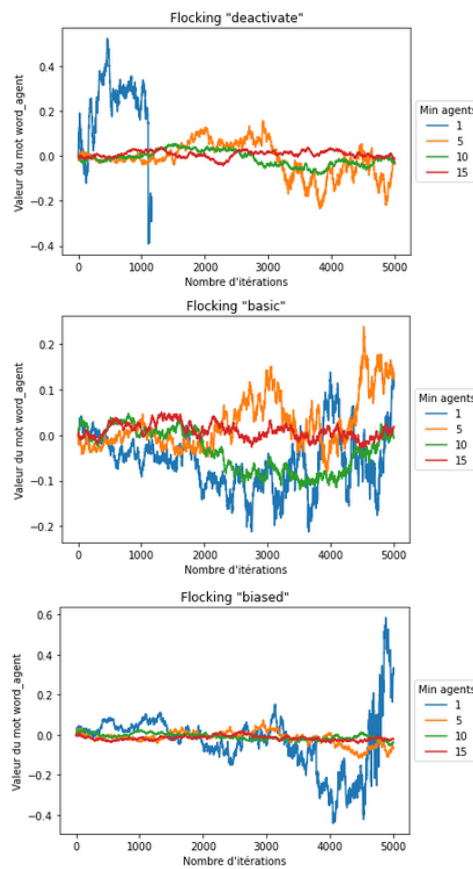 Flocking "deactivate"
Valeur du mot word_agent
0.4
0.2
0.0
−0.2
−0.4
0 1000 2000 3000 4000 5000
Nombre d'itérations
Min agents
1
5
10
15
Flocking "basic"
Valeur du mot word_agent
0.2
0.1
0.0
−0.1
−0.2
0 1000 2000 3000 4000 5000
Nombre d'itérations
Min agents
1
5
10
15
Flocking "biased"
Valeur du mot word_agent
0.6
0.4
0.2
0.0
−0.2
−0.4
0 1000 2000 3000 4000 5000
Nombre d'itérations
Min agents
1
5
10
15